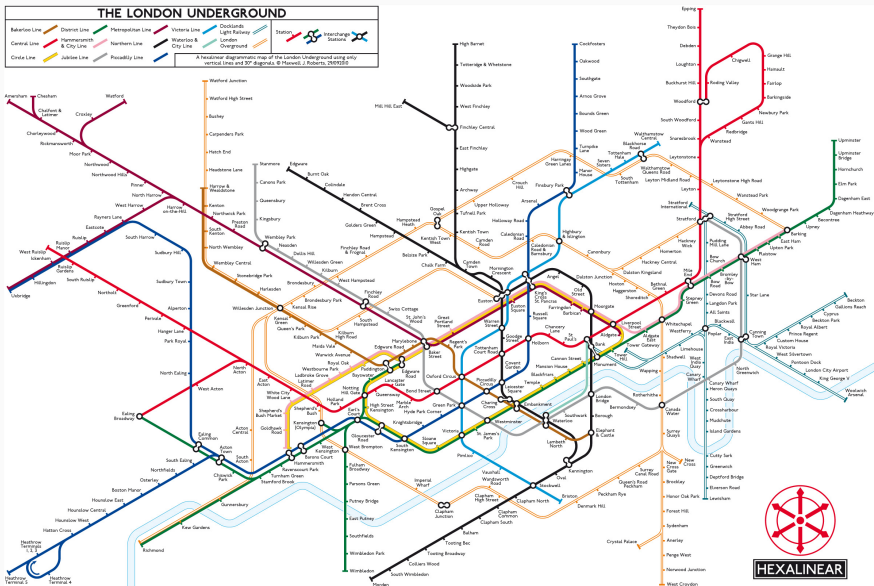 THE LONDON UNDERGROUND
Bakerloo Line
District Line
Metropolitan Line
Victoria Line
Docklands
Light Railway
Central Line
Hammersmith
& City Line
Northern Line
Waterloo &
City Line
London
Overground
Circle Line
Jubilee Line
Piccadilly Line
Station
Interchange
Stations
A hexalinear diagrammatic map of the London Underground using only
vertical lines and 30° diagonals. © Maxwell J. Roberts, 29/09/2010
Amersham
Chesham
Chalfont &
Latimer
Watford
Croxley
Chorleywood
Rickmansworth
Moor Park
Northwood
Northwood Hills
Pinner
North Harrow
Harrow-
on-the-Hill
West Harrow
Rayners Lane
Eastcote
Ruislip
Manor
West Ruislip
Ickenham
Ruislip
Gardens
Hillingdon
Uxbridge
South Ruislip
Northolt
Greenford
Perivale
Hanger Lane
Park Royal
South Harrow
Sudbury Hill
Sudbury Town
Alperton
North Ealing
West Acton
North
Acton
Ealing
Broadway
Watford Junction
Watford High Street
Bushey
Carpenders Park
Hatch End
Headstone Lane
Harrow &
Wealdstone
Kenton
Northwick Park
Preston
Road
South
Kenton
North Wembley
Wembley Central
Stonebridge Park
Harlesden
Willesden Junction
Stanmore
Canons Park
Queensbury
Kingsbury
Wembley Park
Neasden
Dollis Hill
Willesden Green
Kilburn
West Hampstead
Finchley
Road
Swiss Cottage
St. John's
Wood
Edgware
Burnt Oak
Colindale
Hendon Central
Brent Cross
Golders Green
Hampstead
Belsize Park
Chalk Farm
Camden
Town
High Barnet
Totteridge & Whetstone
Woodside Park
West Finchley
Mill Hill East
Finchley Central
East Finchley
Highgate
Archway
Tufnell Park
Kentish Town
Cockfosters
Oakwood
Southgate
Arnos Grove
Bounds Green
Wood Green
Turnpike
Lane
Harringay
Green Lanes
Manor
House
Finsbury Park
Arsenal
Holloway Road
Caledonian
Road
Walthamstow
Central
Blackhorse
Road
Tottenham
Hale
Seven
Sisters
South
Tottenham
Walthamstow
Queens Road
Leyton Midland Road
Leytonstone High Road
Wanstead Park
Woodgrange Park
Crouch
Hill
Upper Holloway
Gospel
Oak
Hampstead
Heath
Kentish Town
West
Finchley Road
& Frognal
Camden
Road
Caledonian
Road &
Barnsbury
Highbury
& Islington
Canonbury
Dalston Kingsland
Dalston Junction
Haggerston
Hoxton
Shoreditch
Hackney Central
Homerton
Hackney
Wick
Epping
Theydon Bois
Debden
Loughton
Buckhurst Hill
Woodford
South Woodford
Snaresbrook
Leytonstone
Leyton
Stratford
Chigwell
Grange Hill
Hainault
Fairlop
Barkingside
Newbury Park
Gants Hill
Redbridge
Wanstead
Roding Valley
Upminster
Upminster
Bridge
Hornchurch
Elm Park
Dagenham East
Dagenham Heathway
Becontree
Upney
Barking
East Ham
Upton
Park
Plaistow
West
Ham
Stratford
International
Stratford
High Street
Abbey Road
Pudding
Mill Lane
Bow
Church
Bow
Road
Bromley-
by-Bow
Mile
End
Bethnal
Green
Stepney
Green
Devons Road
Langdon Park
All Saints
Star Lane
Blackwall
Poplar
East
India
Canning
Town
Beckton
Gallions Reach
Cyprus
Beckton Park
Royal Albert
Prince Regent
Custom House
Royal Victoria
West Silvertown
Pontoon Dock
London City Airport
King George V
Woolwich
Arsenal
North
Greenwich
Limehouse
West
India
Quay
Canary Wharf
Heron Quays
South Quay
Crossharbour
Mudchute
Island Gardens
Cutty Sark
Greenwich
Deptford Bridge
Elverson Road
Lewisham
Whitechapel
Westferry
Shadwell
Wapping
Rotherhithe
Canada
Water
Surrey
Quays
New
Cross
Gate
New
Cross
Brockley
Honor Oak Park
Forest Hill
Sydenham
Crystal Palace
Anerley
Penge West
Norwood Junction
West Croydon
Brondesbury
Brondesbury Park
Kensal Rise
Kensal
Green
Queen's Park
Kilburn Park
Kilburn
High Road
South
Hampstead
Maida Vale
Warwick Avenue
Royal Oak
Westbourne Park
Ladbroke Grove
Latimer
Road
Paddington
Edgware Road
Edgware
Road
Marylebone
Baker
Street
Great
Portland
Street
Regent's
Park
Warren
Street
Euston
Euston
Square
Mornington
Crescent
King's
Cross
St. Pancras
Angel
Old
Street
Farringdon
Barbican
Moorgate
Liverpool
Street
Aldgate
Aldgate
East
Tower Gateway
Tower
Hill
Russell
Square
Goodge
Street
Tottenham
Court Road
Holborn
Chancery
Lane
St.
Paul's
Bank
Monument
Cannon Street
Mansion House
Blackfriars
Temple
Covent
Garden
Leicester
Square
Piccadilly
Circus
Oxford Circus
Bond Street
Marble
Arch
Lancaster
Gate
Queensway
Notting
Hill Gate
Bayswater
High Street
Kensington
Holland
Park
Shepherd's
Bush
White City
Wood Lane
East
Acton
Shepherd's
Bush Market
Goldhawk
Road
Kensington
(Olympia)
Hammersmith
Barons Court
West
Kensington
Earl's
Court
Gloucester
Road
South
Kensington
Knightsbridge
Hyde Park Corner
Green Park
Sloane
Square
Victoria
St. James's
Park
Westminster
Embankment
Charing
Cross
Waterloo
Southwark
Lambeth
North
London
Bridge
Borough
Elephant
& Castle
Bermondsey
Kennington
Oval
Stockwell
Pimlico
Vauxhall
Brixton
Clapham North
Clapham
High Street
Clapham
Common
Clapham South
Wandsworth
Road
Clapham
Junction
Imperial
Wharf
Denmark Hill
Peckham Rye
Queen's Road
Peckham
Surrey
Canal Road
Balham
Tooting Bec
Tooting Broadway
Colliers Wood
South Wimbledon
Morden
West Brompton
Fulham
Broadway
Parsons Green
Putney Bridge
East Putney
Southfields
Wimbledon Park
Wimbledon
Ealing
Common
Acton
Town
Acton
Central
South
Acton
Chiswick
Park
Turnham Green
Stamford Brook
Ravenscourt Park
Gunnersbury
Kew Gardens
Richmond
South Ealing
Northfields
Osterley
Boston Manor
Hounslow East
Hounslow Central
Hounslow West
Hatton Cross
Heathrow
Terminals
1, 2, 3
Heathrow
Terminal 5
Heathrow
Terminal 4
HEXALINEAR